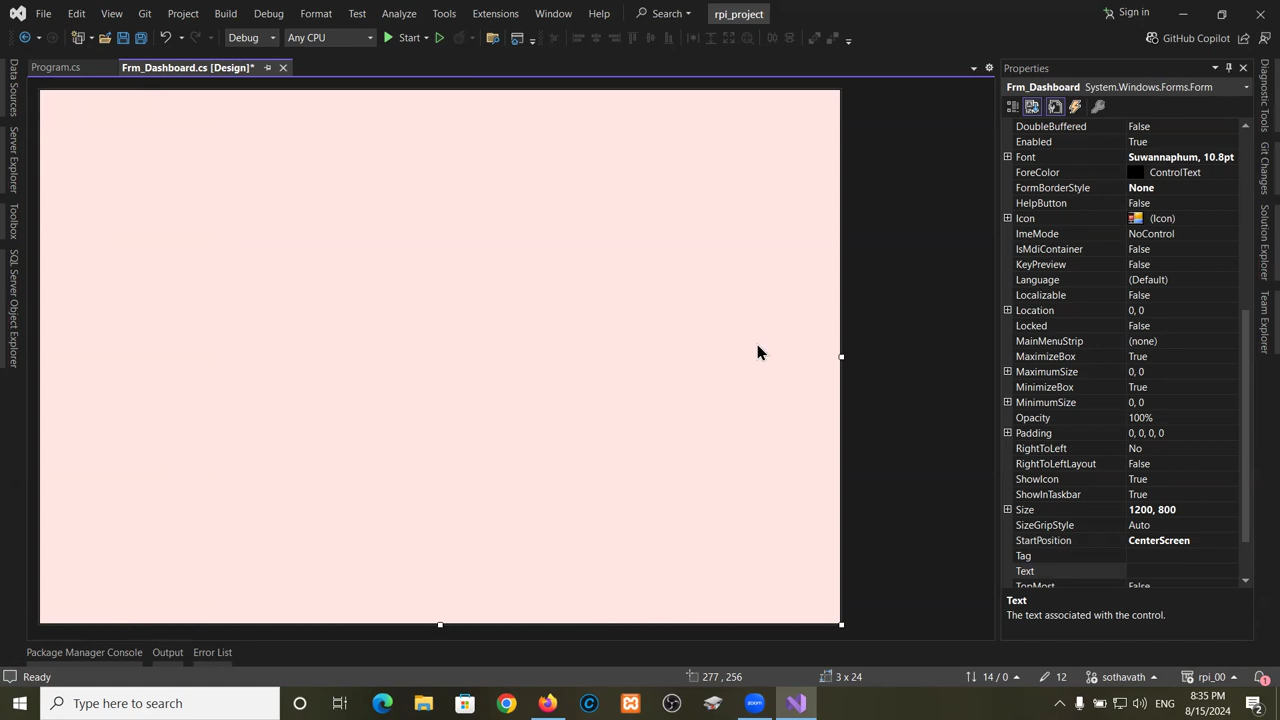 File Edit View Git Project Build Debug Format Test Analyze Tools Extensions Window Help Search rpi_project Sign in
Debug Any CPU Start GitHub Copilot
Program.cs Frm_Dashboard.cs [Design]* Properties
Frm_Dashboard System.Windows.Forms.Form
DoubleBuffered False
Enabled True
Font Suwannaphum, 10.8pt
ForeColor ControlText
FormBorderStyle None
HelpButton False
Icon (Icon)
ImeMode NoControl
IsMdiContainer False
KeyPreview False
Language (Default)
Localizable False
Location 0, 0
Locked False
MainMenuStrip (none)
MaximizeBox True
MaximumSize 0, 0
MinimizeBox True
MinimumSize 0, 0
Opacity 100%
Padding 0, 0, 0, 0
RightToLeft No
RightToLeftLayout False
ShowIcon True
ShowInTaskbar True
Size 1200, 800
SizeGripStyle Auto
StartPosition CenterScreen
Tag
Text
TopMost False
Text
The text associated with the control.
Data Sources
Server Explorer
Toolbox
SQL Server Object Explorer
Diagnostic Tools
Git Changes
Solution Explorer
Team Explorer
Package Manager Console Output Error List
Ready 277 , 256 3 x 24 14 / 0 12 sothavath rpi_00 1
Type here to search ENG 8:35 PM
8/15/2024 2